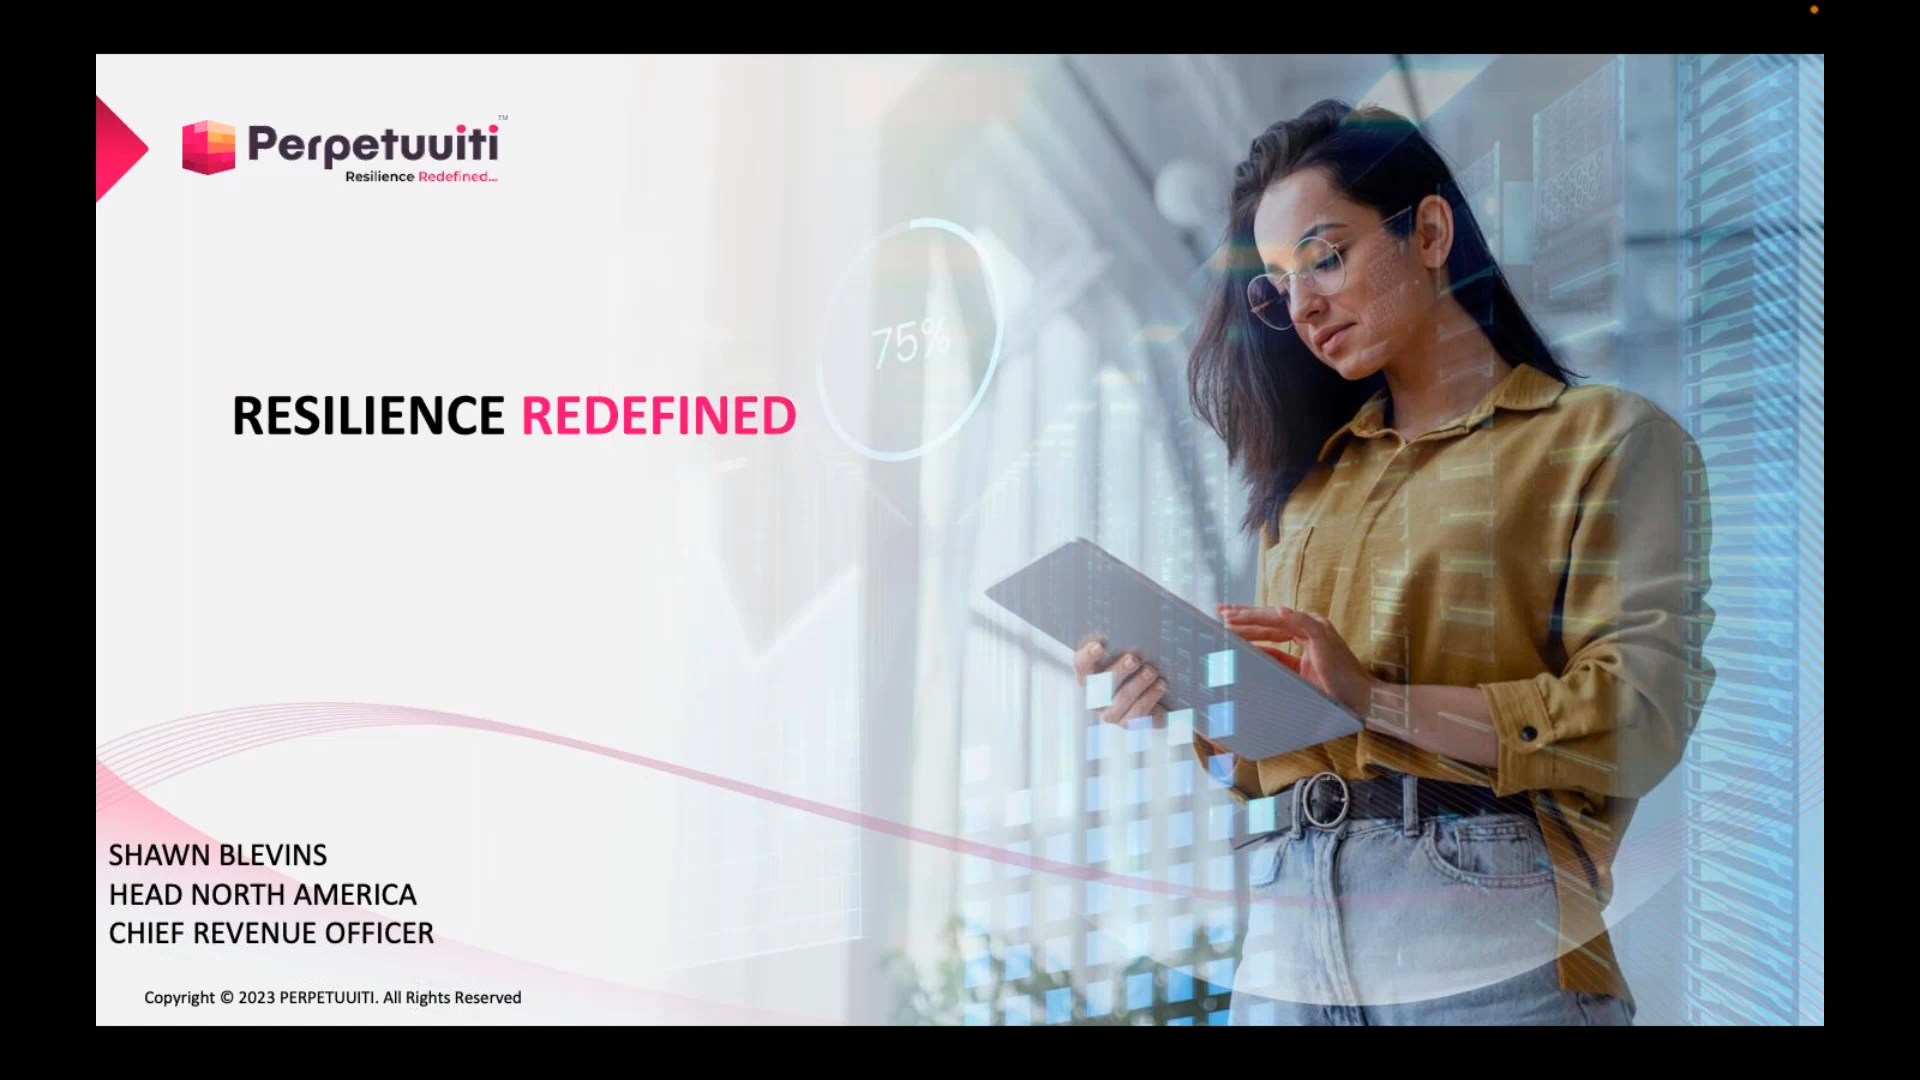 Perpetuuiti™
Resilience Redefined...
75%
RESILIENCE REDEFINED
SHAWN BLEVINS
HEAD NORTH AMERICA
CHIEF REVENUE OFFICER
Copyright © 2023 PERPETUUITI. All Rights Reserved